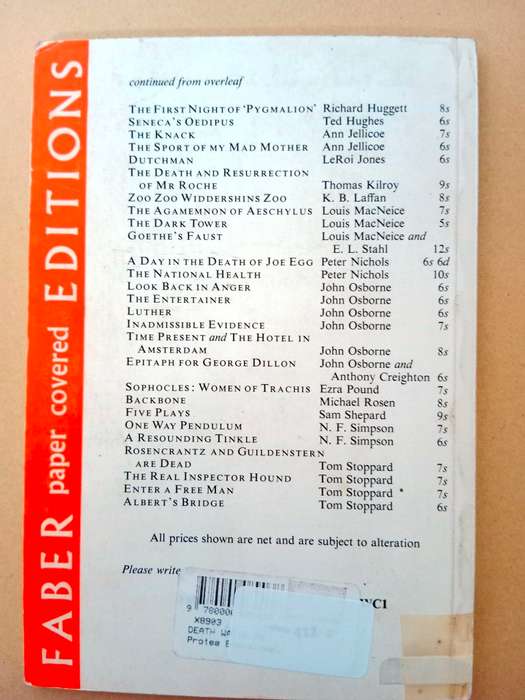 FABER paper covered EDITIONS
continued from overleaf
THE FIRST NIGHT OF 'PYGMALION' Richard Huggett 8s
SENECA'S OEDIPUS Ted Hughes 6s
THE KNACK Ann Jellicoe 7s
THE SPORT OF MY MAD MOTHER Ann Jellicoe 6s
DUTCHMAN LeRoi Jones 6s
THE DEATH AND RESURRECTION
OF MR ROCHE Thomas Kilroy 9s
ZOO ZOO WIDDERSHINS ZOO K. B. Laffan 8s
THE AGAMEMNON OF AESCHYLUS Louis MacNeice 7s
THE DARK TOWER Louis MacNeice 5s
GOETHE'S FAUST Louis MacNeice and
E. L. Stahl 12s
A DAY IN THE DEATH OF JOE EGG Peter Nichols 6s 6d
THE NATIONAL HEALTH Peter Nichols 10s
LOOK BACK IN ANGER John Osborne 6s
THE ENTERTAINER John Osborne 6s
LUTHER John Osborne 6s
INADMISSIBLE EVIDENCE John Osborne 7s
TIME PRESENT and THE HOTEL IN
AMSTERDAM John Osborne 8s
EPITAPH FOR GEORGE DILLON John Osborne and
Anthony Creighton 6s
SOPHOCLES: WOMEN OF TRACHIS Ezra Pound 7s
BACKBONE Michael Rosen 8s
FIVE PLAYS Sam Shepard 9s
ONE WAY PENDULUM N. F. Simpson 7s
A RESOUNDING TINKLE N. F. Simpson 6s
ROSENCRANTZ AND GUILDENSTERN
ARE DEAD Tom Stoppard 7s
THE REAL INSPECTOR HOUND Tom Stoppard 7s
ENTER A FREE MAN Tom Stoppard 7s
ALBERT'S BRIDGE Tom Stoppard 6s
All prices shown are net and are subject to alteration
Please write
WC1
X8903
DEATH
Protea